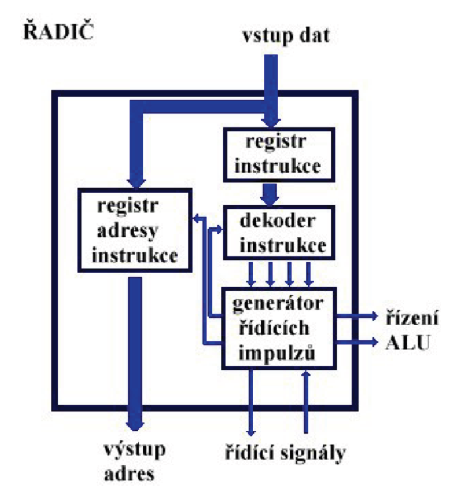 ŘADIČ
vstup dat
registr
instrukce
registr
adresy
instrukce
dekoder
instrukce
generátor
řídících
impulzů
řízení
ALU
výstup
adres
řídící signály